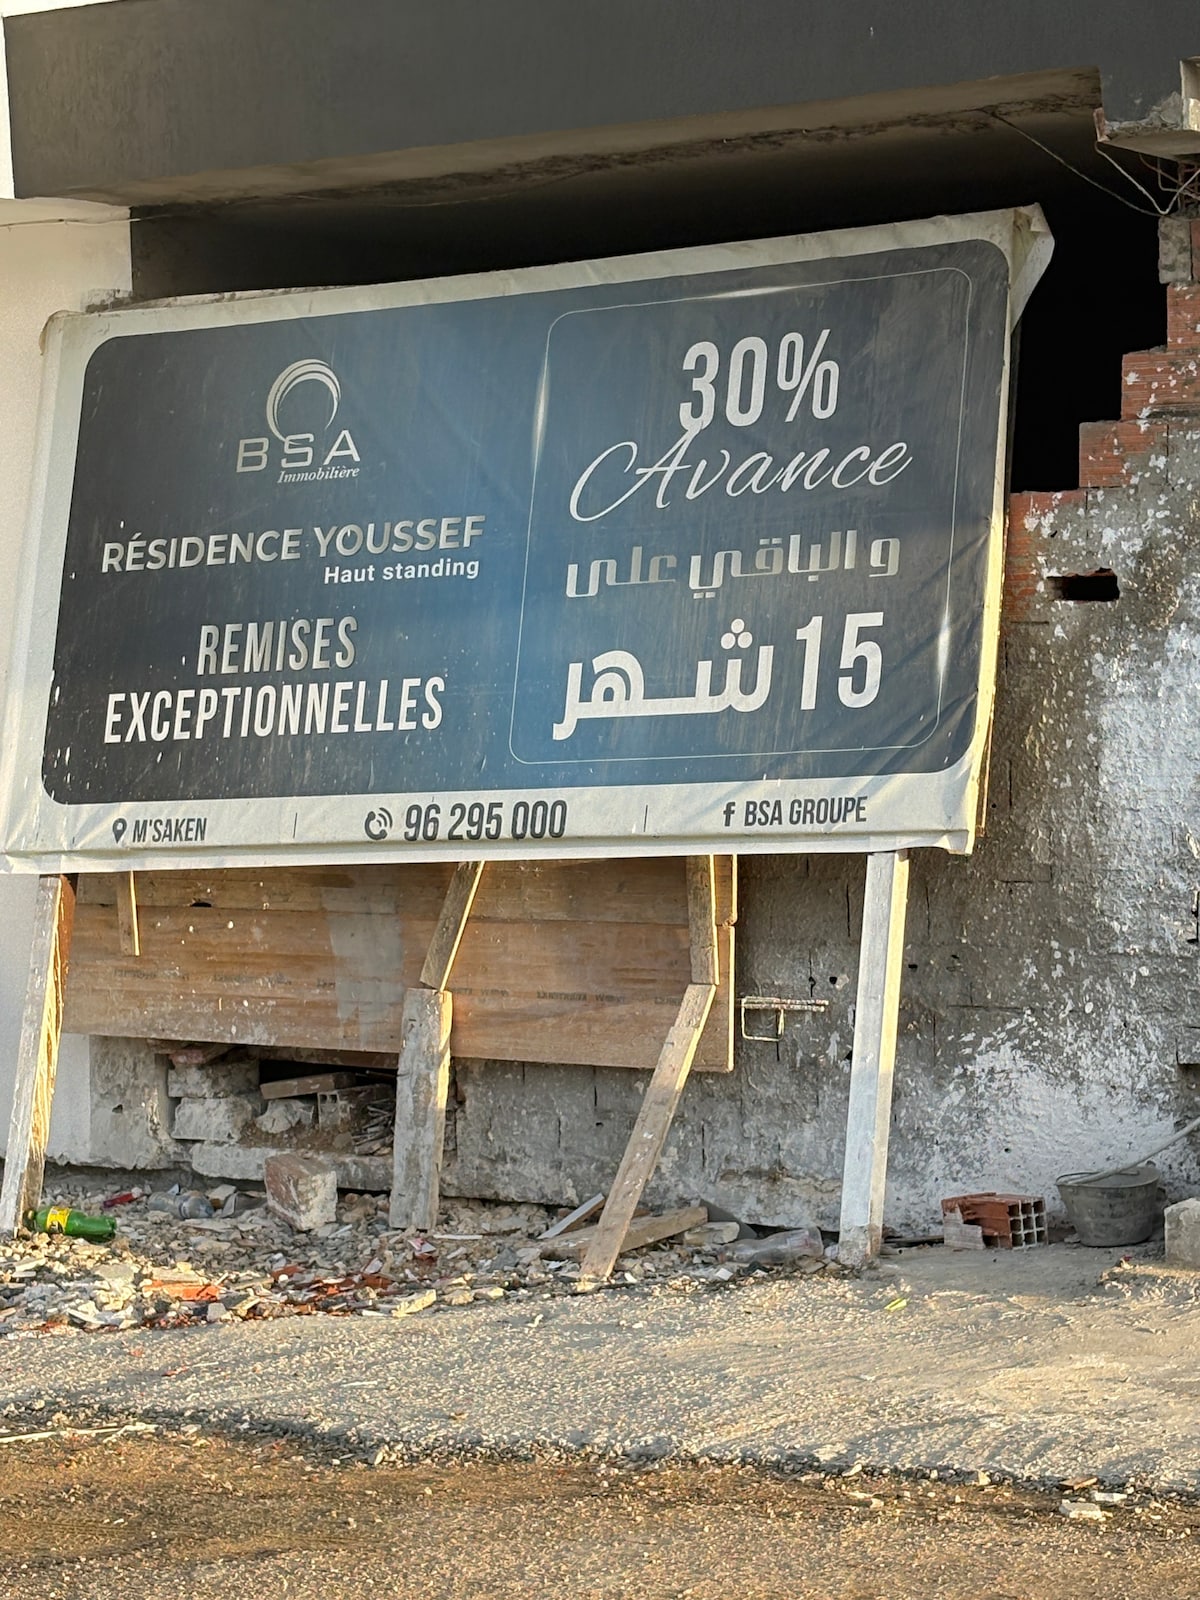 BSA
Immobilière
RÉSIDENCE YOUSSEF
Haut standing
REMISES
EXCEPTIONNELLES
30%
Avance
و الباقي على
15 شهر
M'SAKEN
96 295 000
BSA GROUPE